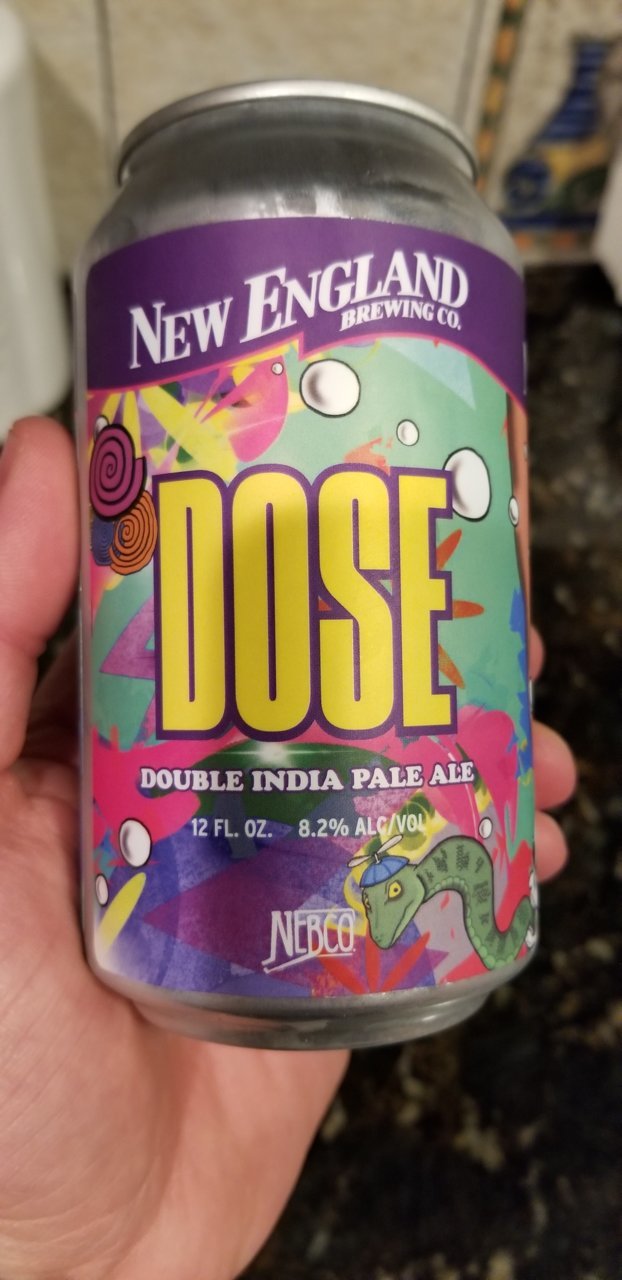 NEW ENGLAND
BREWING CO.
DOSE
DOUBLE INDIA PALE ALE
12 FL. OZ. 8.2% ALC/VOL
NEBCO